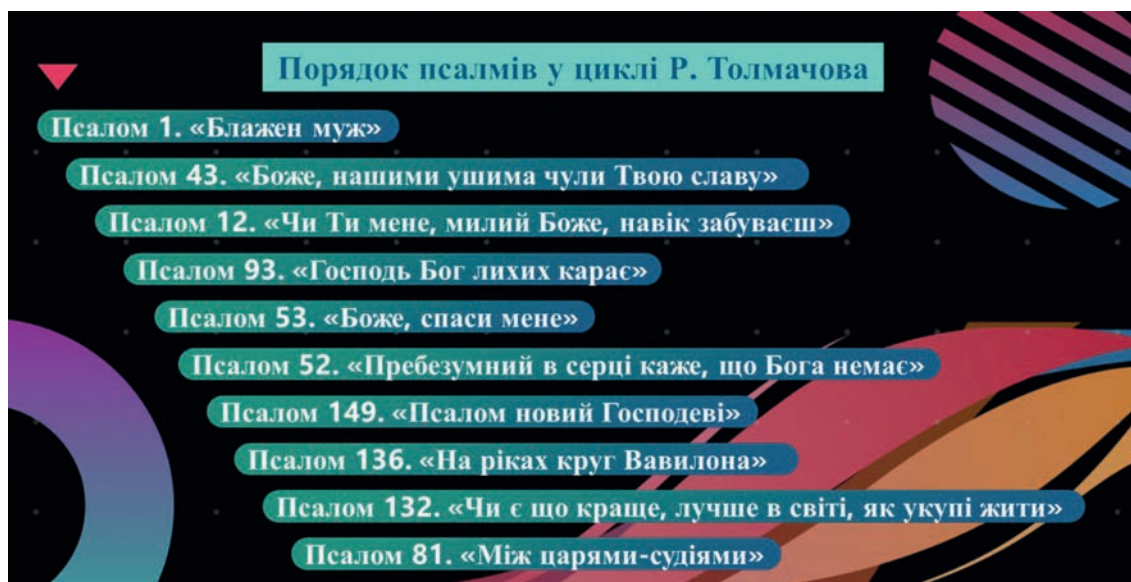 Порядок псалмів у циклі Р. Толмачова
Псалом 1. «Блажен муж»
Псалом 43. «Боже, нашими ушима чули Твою славу»
Псалом 12. «Чи Ти мене, милий Боже, навік забуваєш»
Псалом 93. «Господь Бог лихих карає»
Псалом 53. «Боже, спаси мене»
Псалом 52. «Пребезумний в серці каже, що Бога немає»
Псалом 149. «Псалом новий Господеві»
Псалом 136. «На ріках круг Вавилона»
Псалом 132. «Чи є що краще, лучше в світі, як укупі жити»
Псалом 81. «Між царями-судіями»